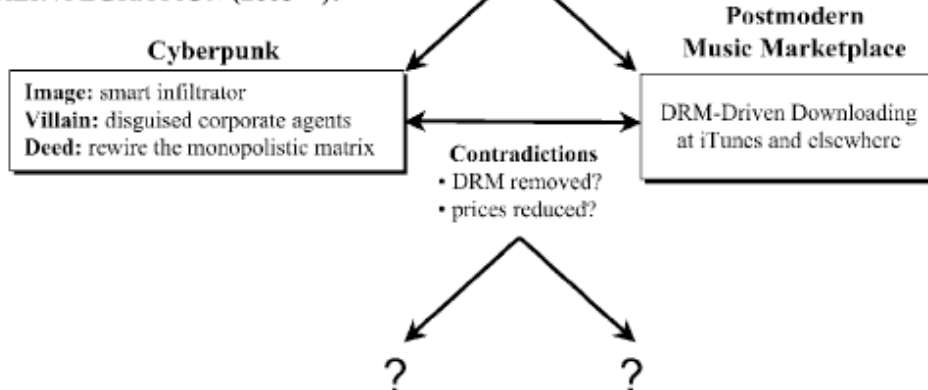 Cyberpunk
Image: smart infiltrator
Villain: disguised corporate agents
Deed: rewire the monopolistic matrix
Postmodern
Music Marketplace
DRM-Driven Downloading
at iTunes and elsewhere
Contradictions
• DRM removed?
• prices reduced?
? ?